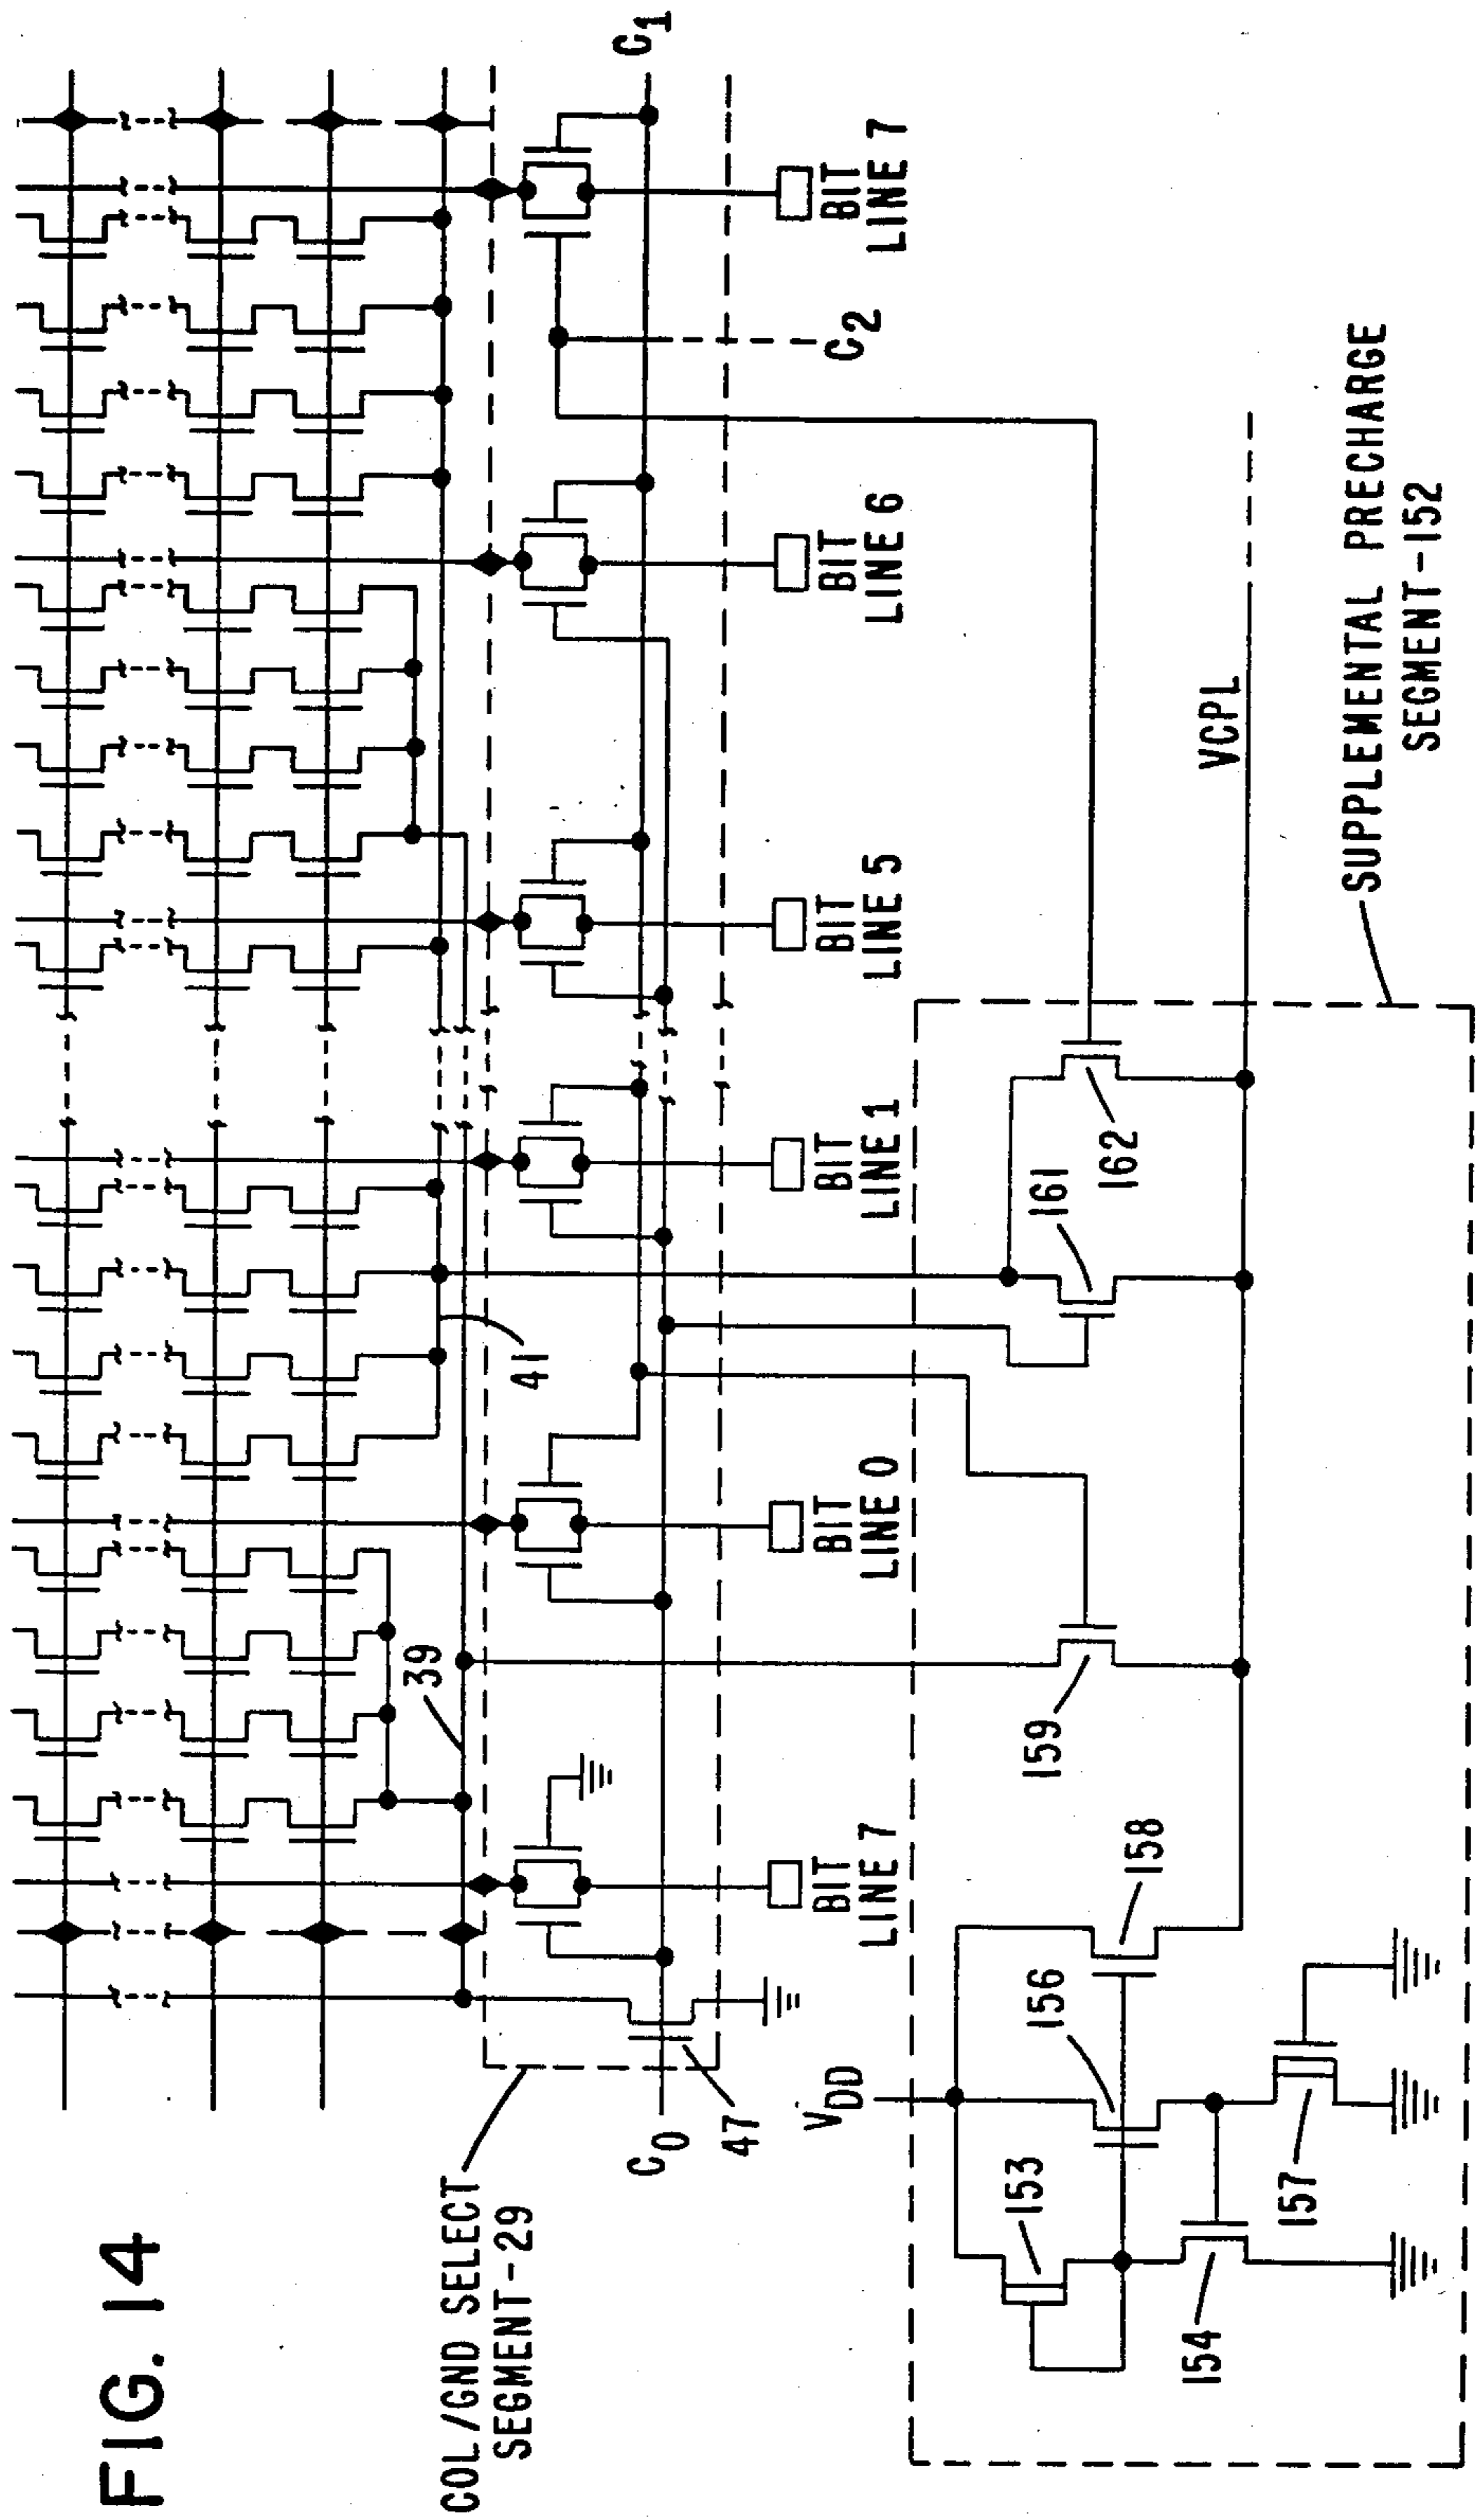 FIG. 14
COL/GND SELECT
SEGMENT-29
C0
47
39
41
BIT
LINE 7
BIT
LINE 0
BIT
LINE 1
BIT
LINE 5
BIT
LINE 6
BIT
LINE 7
C1
C2
VDD
153
154
156
157
158
159
161
162
VCPL
SUPPLEMENTAL PRECHARGE
SEGMENT-152